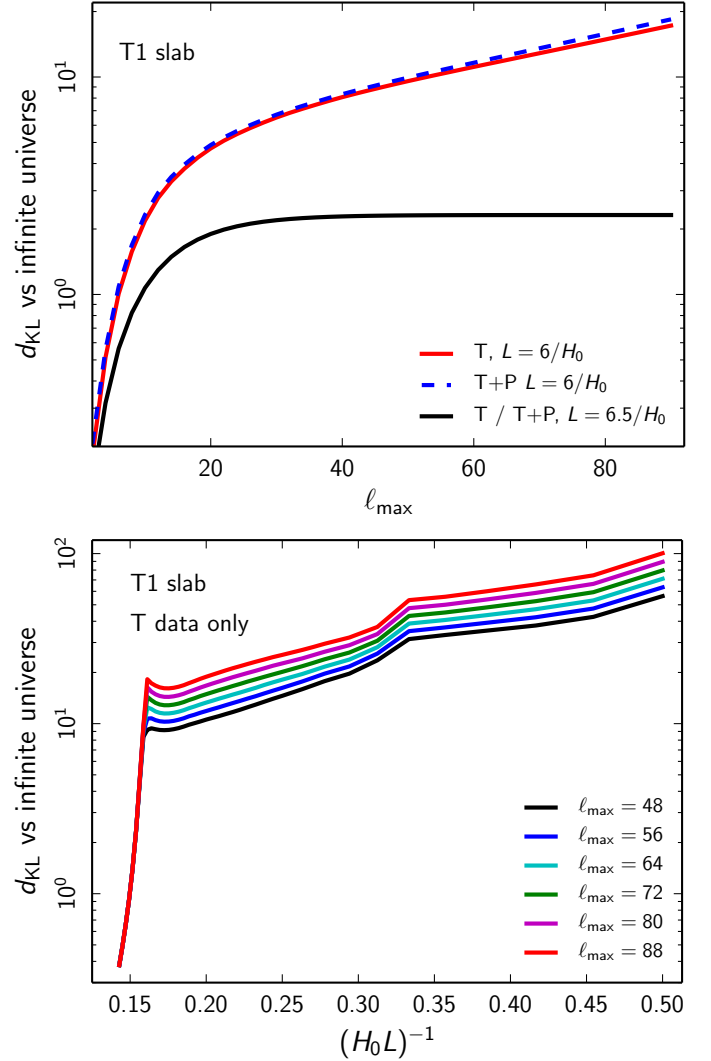 T1 slab
d_KL vs infinite universe
10^1
10^0
T, L = 6/H_0
T+P L = 6/H_0
T / T+P, L = 6.5/H_0
20
40
60
80
ℓ_max
T1 slab
T data only
d_KL vs infinite universe
10^2
10^1
10^0
ℓ_max = 48
ℓ_max = 56
ℓ_max = 64
ℓ_max = 72
ℓ_max = 80
ℓ_max = 88
0.15
0.20
0.25
0.30
0.35
0.40
0.45
0.50
(H_0L)^{-1}